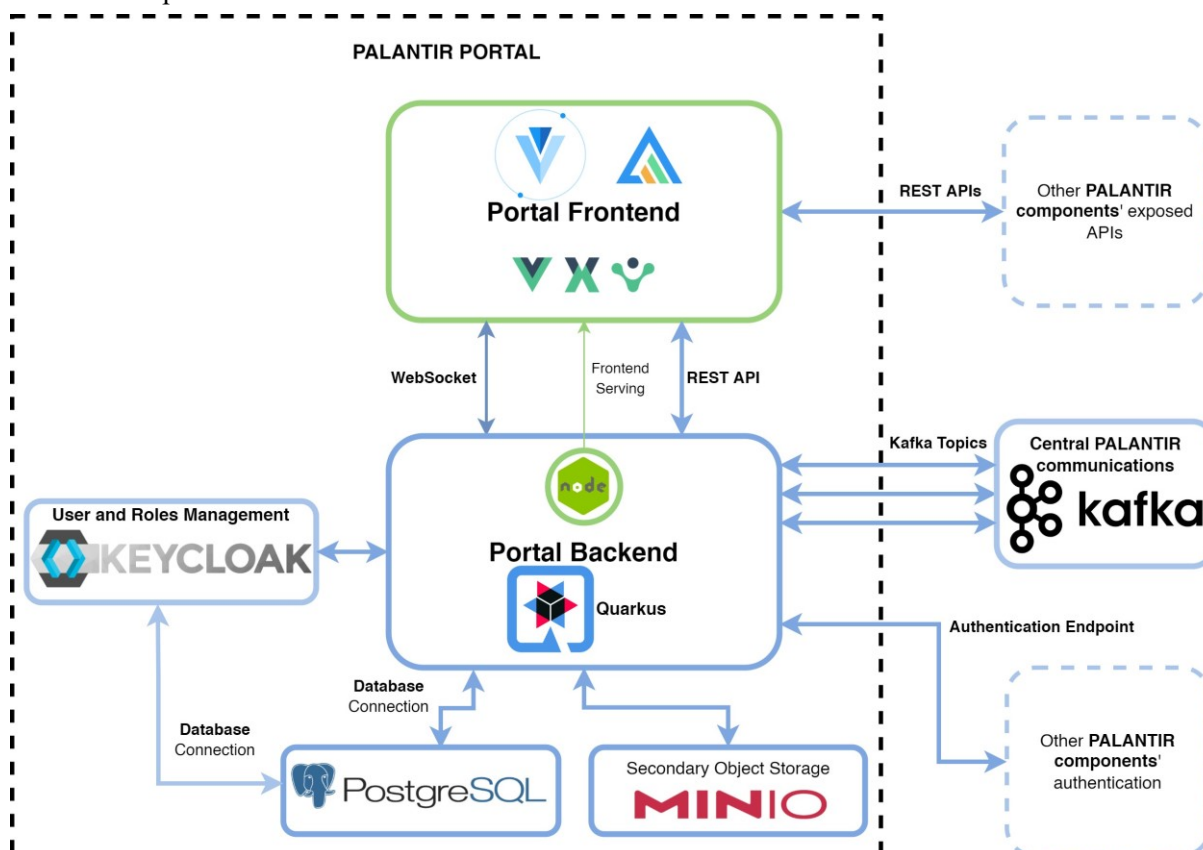 PALANTIR PORTAL
Portal Frontend
REST APIs
Other PALANTIR
components' exposed
APIs
WebSocket
Frontend
Serving
REST API
Kafka Topics
Central PALANTIR
communications
kafka
node
User and Roles Management
KEYCLOAK
Portal Backend
Quarkus
Authentication Endpoint
Database
Connection
Database
Connection
PostgreSQL
Secondary Object Storage
MINIO
Other PALANTIR
components'
authentication